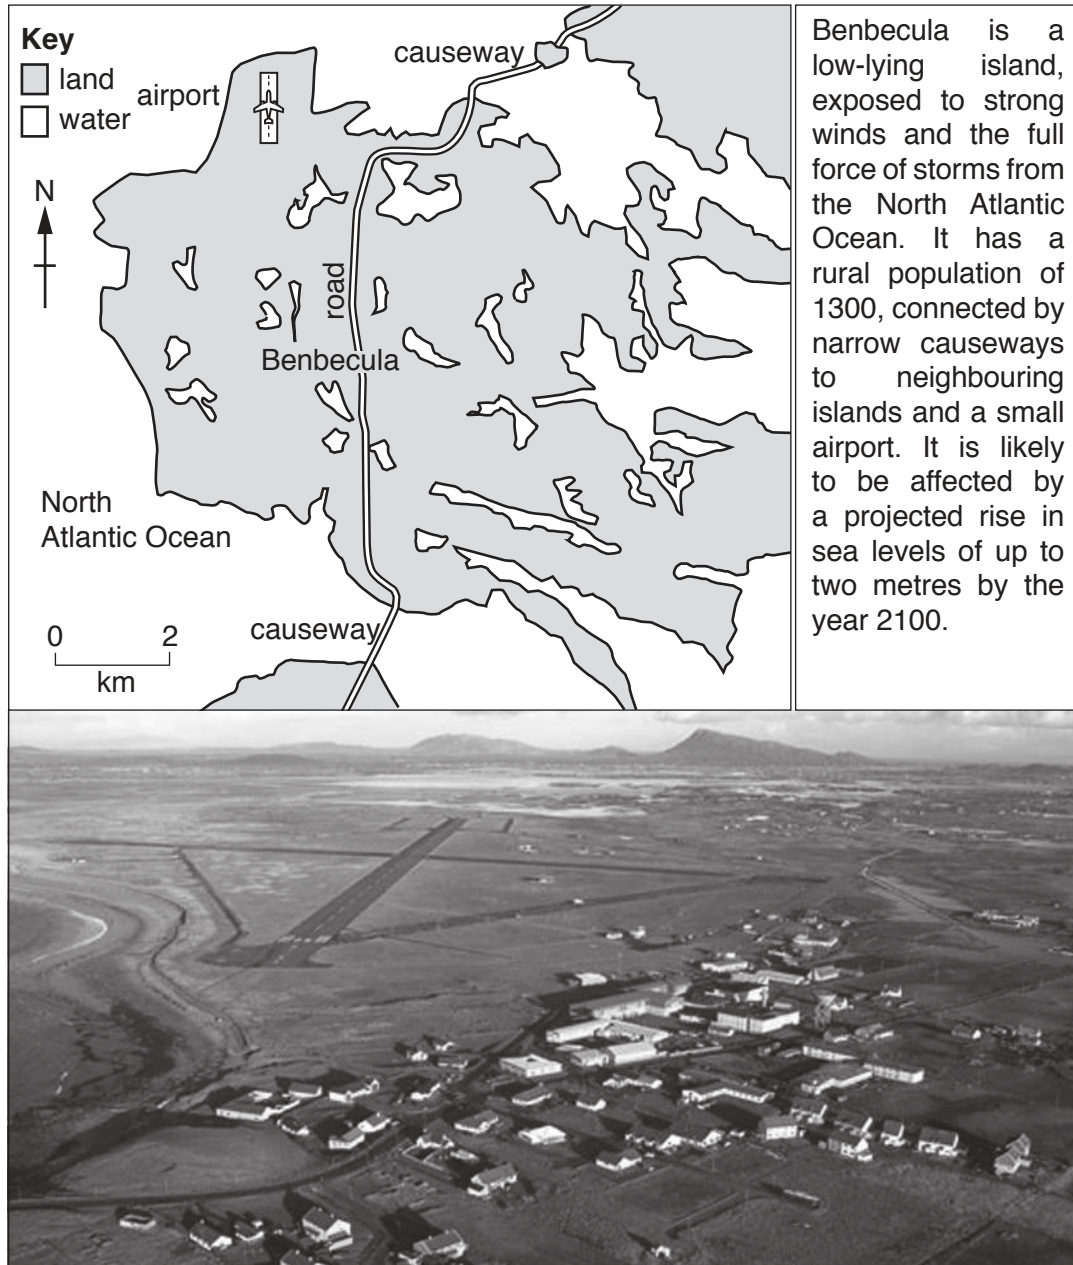 Key
land
water
airport
causeway
N
road
Benbecula
North
Atlantic Ocean
0 2
km
causeway
Benbecula is a
low-lying island,
exposed to strong
winds and the full
force of storms from
the North Atlantic
Ocean. It has a
rural population of
1300, connected by
narrow causeways
to neighbouring
islands and a small
airport. It is likely
to be affected by
a projected rise in
sea levels of up to
two metres by the
year 2100.